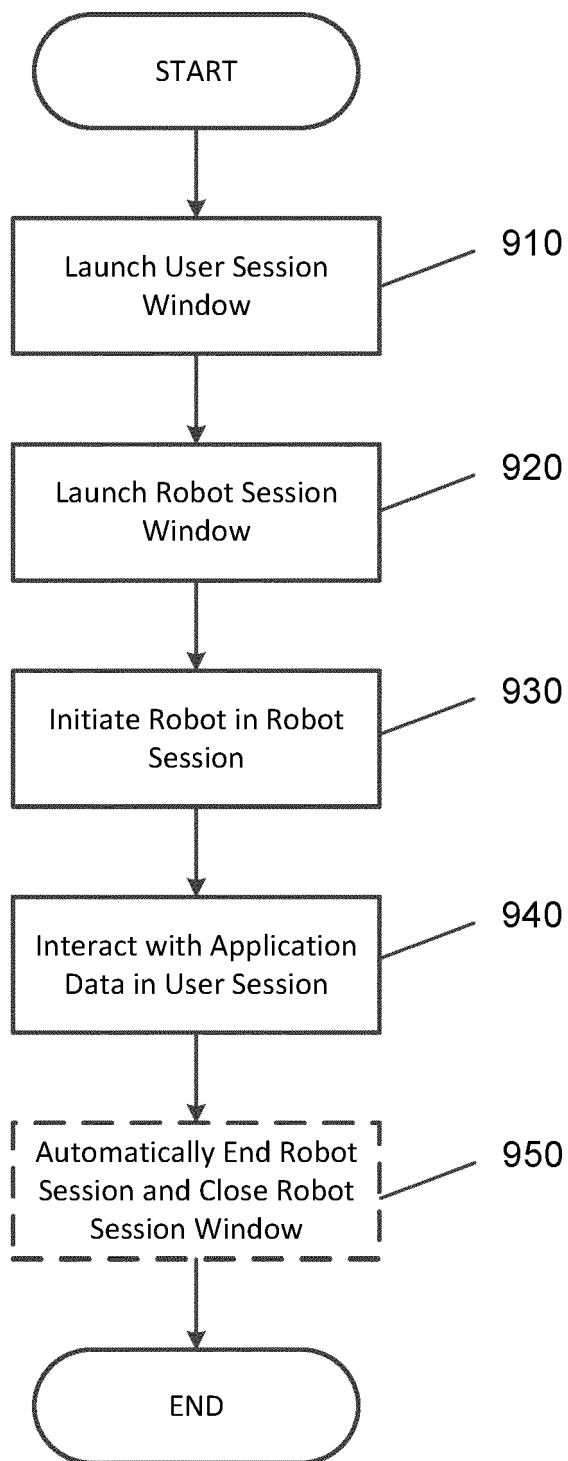 START
Launch User Session
Window
910
Launch Robot Session
Window
920
Initiate Robot in Robot
Session
930
Interact with Application
Data in User Session
940
Automatically End Robot
Session and Close Robot
Session Window
950
END